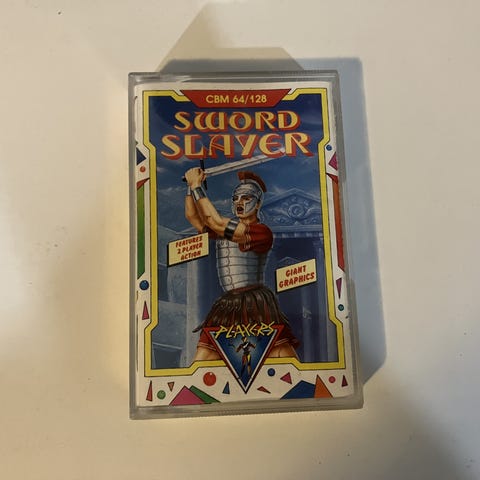 CBM 64/128
SWORD
SLAYER
FEATURES
2 PLAYER
ACTION
GIANT
GRAPHICS
PLAYERS